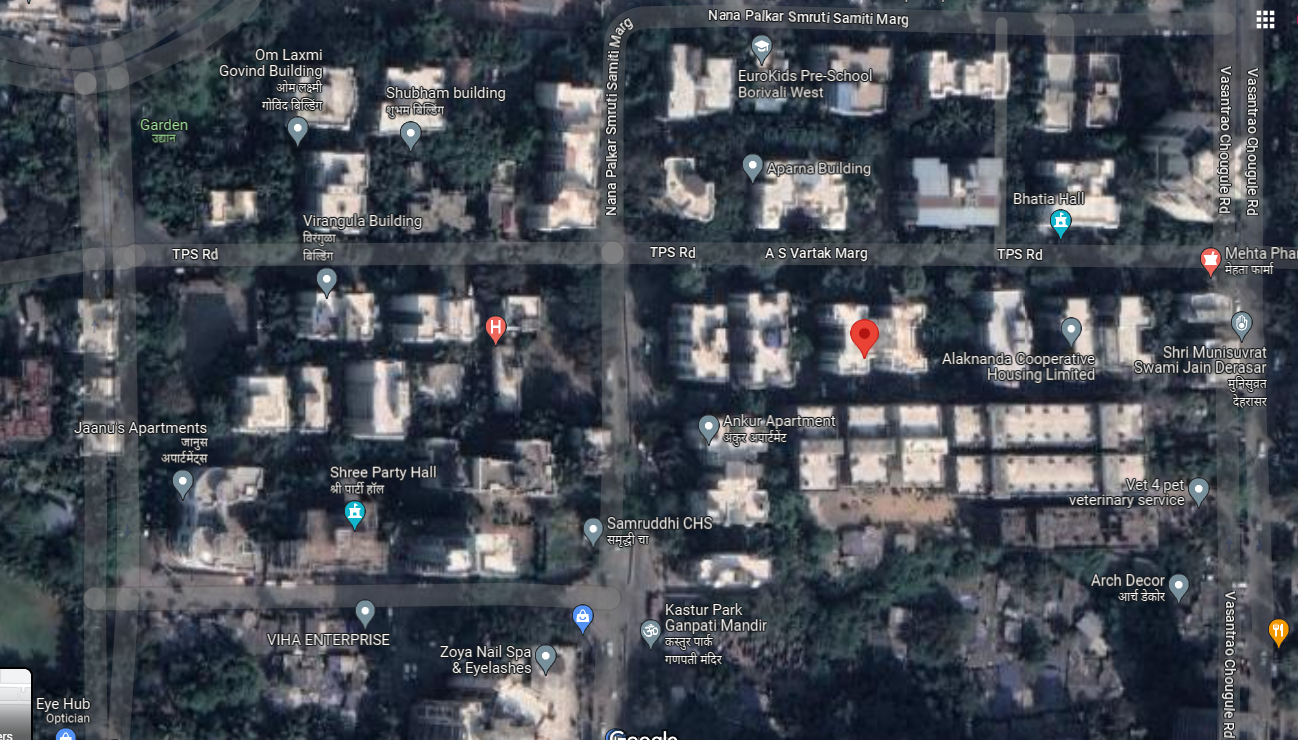 Nana Palkar Smruti Samiti Marg
Nana Palkar Smruti Samiti Marg
Om Laxmi
Govind Building
ओम लक्ष्मी
गोविंद बिल्डिंग
Shubham building
शुभम बिल्डिंग
EuroKids Pre-School
Borivali West
Garden
उद्यान
Vasantrao Chougule Rd
Vasantrao Chougule Rd
Aparna Building
Bhatia Hall
Virangula Building
विरंगुळा
बिल्डिंग
TPS Rd
TPS Rd
A S Vartak Marg
TPS Rd
Mehta Phar
मेहता फार्मा
H
Alaknanda Cooperative
Housing Limited
Shri Munisuvrat
Swami Jain Derasar
मुनिसुव्रत
देहरासर
Ankur Apartment
अंकुर अपार्टमेंट
Jaanu's Apartments
जानुस
अपार्टमेंट्स
Shree Party Hall
श्री पार्टी हॉल
Vet 4 pet
veterinary service
Samruddhi CHS
समृद्धी चा
Arch Decor
आर्च डेकोर
VIHA ENTERPRISE
Kastur Park
Ganpati Mandir
कस्तुर पार्क
गणपती मंदिर
ॐ
Zoya Nail Spa
& Eyelashes
Vasantrao Chougule Rd
Eye Hub
Optician
ers
Google